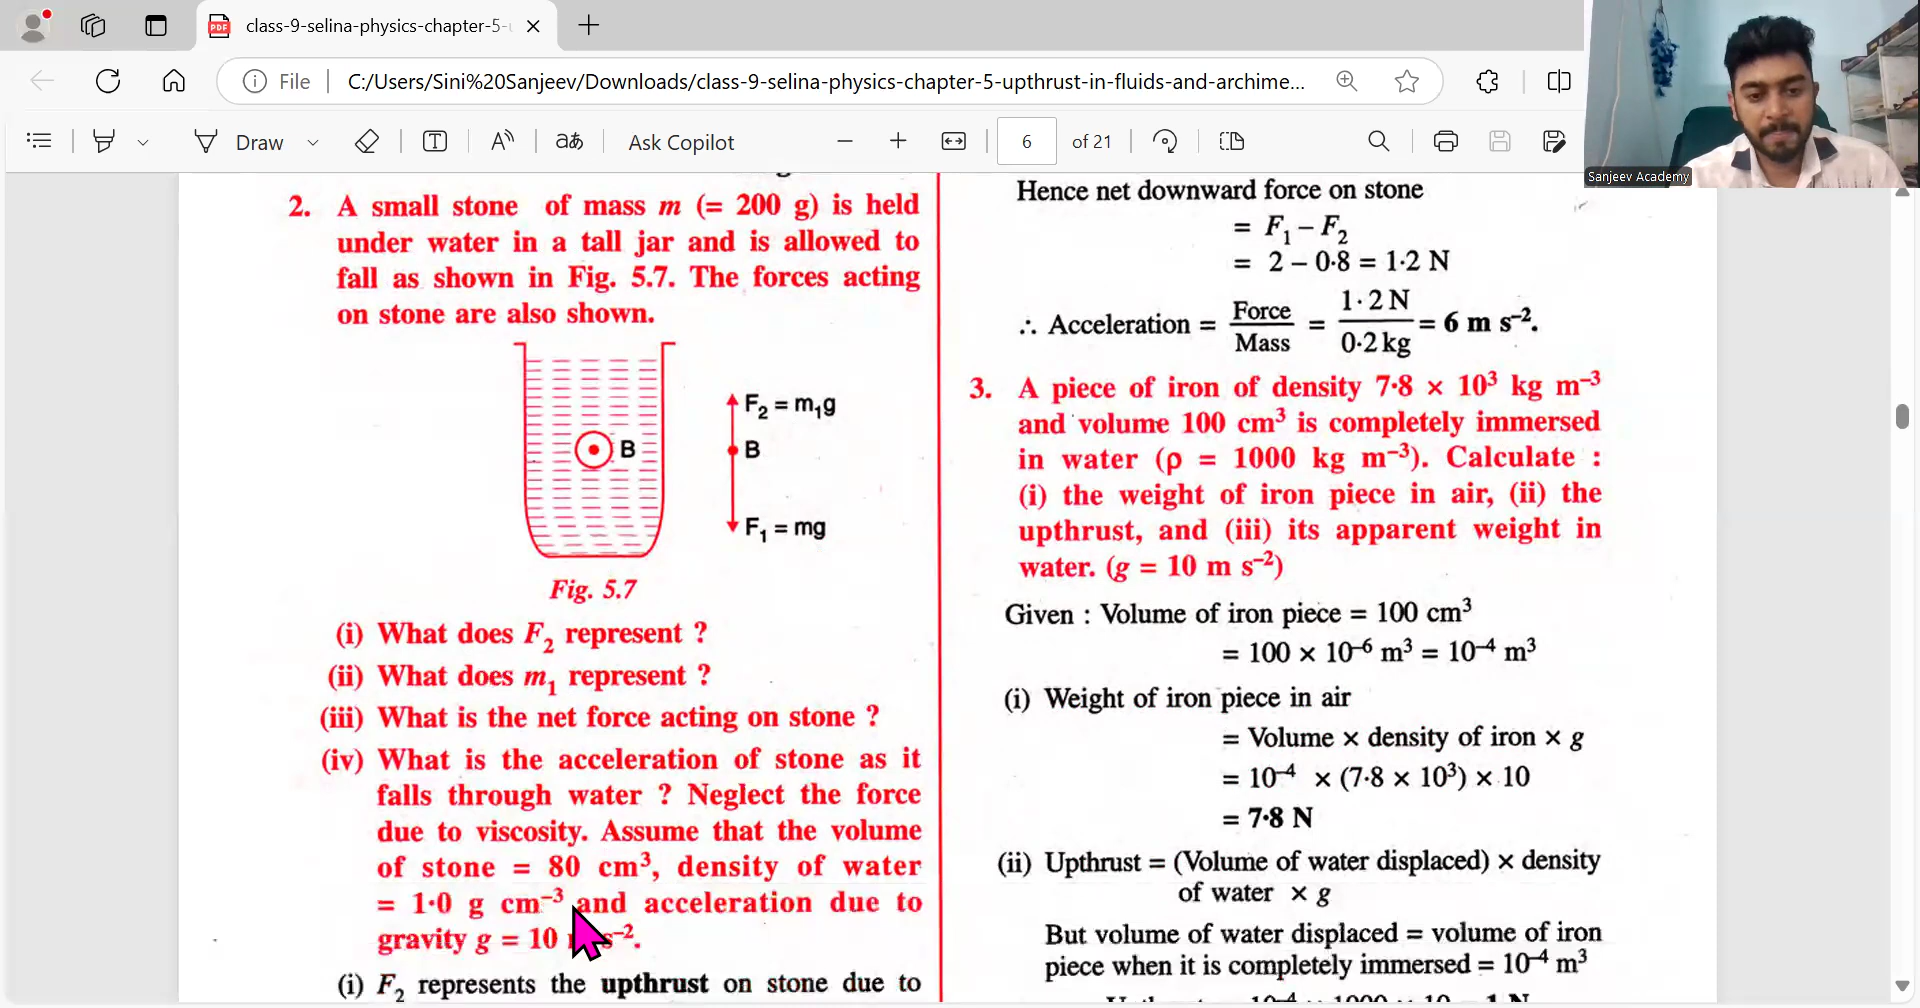 class-9-selina-physics-chapter-5-u
File
C:/Users/Sini%20Sanjeev/Downloads/class-9-selina-physics-chapter-5-upthrust-in-fluids-and-archime...
Draw
Ask Copilot
6 of 21
Sanjeev Academy
2. A small stone of mass m (= 200 g) is held
under water in a tall jar and is allowed to
fall as shown in Fig. 5.7. The forces acting
on stone are also shown.
F₂ = m₁g
B
B
F₁ = mg
Fig. 5.7
(i) What does F₂ represent ?
(ii) What does m₁ represent ?
(iii) What is the net force acting on stone ?
(iv) What is the acceleration of stone as it
falls through water ? Neglect the force
due to viscosity. Assume that the volume
of stone = 80 cm³, density of water
= 1·0 g cm⁻³ and acceleration due to
gravity g = 10 s⁻².
(i) F₂ represents the upthrust on stone due to
Hence net downward force on stone
= F₁ − F₂
= 2 − 0·8 = 1·2 N
∴ Acceleration = Force/Mass = 1·2 N/0·2 kg = 6 m s⁻².
3. A piece of iron of density 7·8 × 10³ kg m⁻³
and volume 100 cm³ is completely immersed
in water (ρ = 1000 kg m⁻³). Calculate :
(i) the weight of iron piece in air, (ii) the
upthrust, and (iii) its apparent weight in
water. (g = 10 m s⁻²)
Given : Volume of iron piece = 100 cm³
= 100 × 10⁻⁶ m³ = 10⁻⁴ m³
(i) Weight of iron piece in air
= Volume × density of iron × g
= 10⁻⁴ × (7·8 × 10³) × 10
= 7·8 N
(ii) Upthrust = (Volume of water displaced) × density
of water × g
But volume of water displaced = volume of iron
piece when it is completely immersed = 10⁻⁴ m³